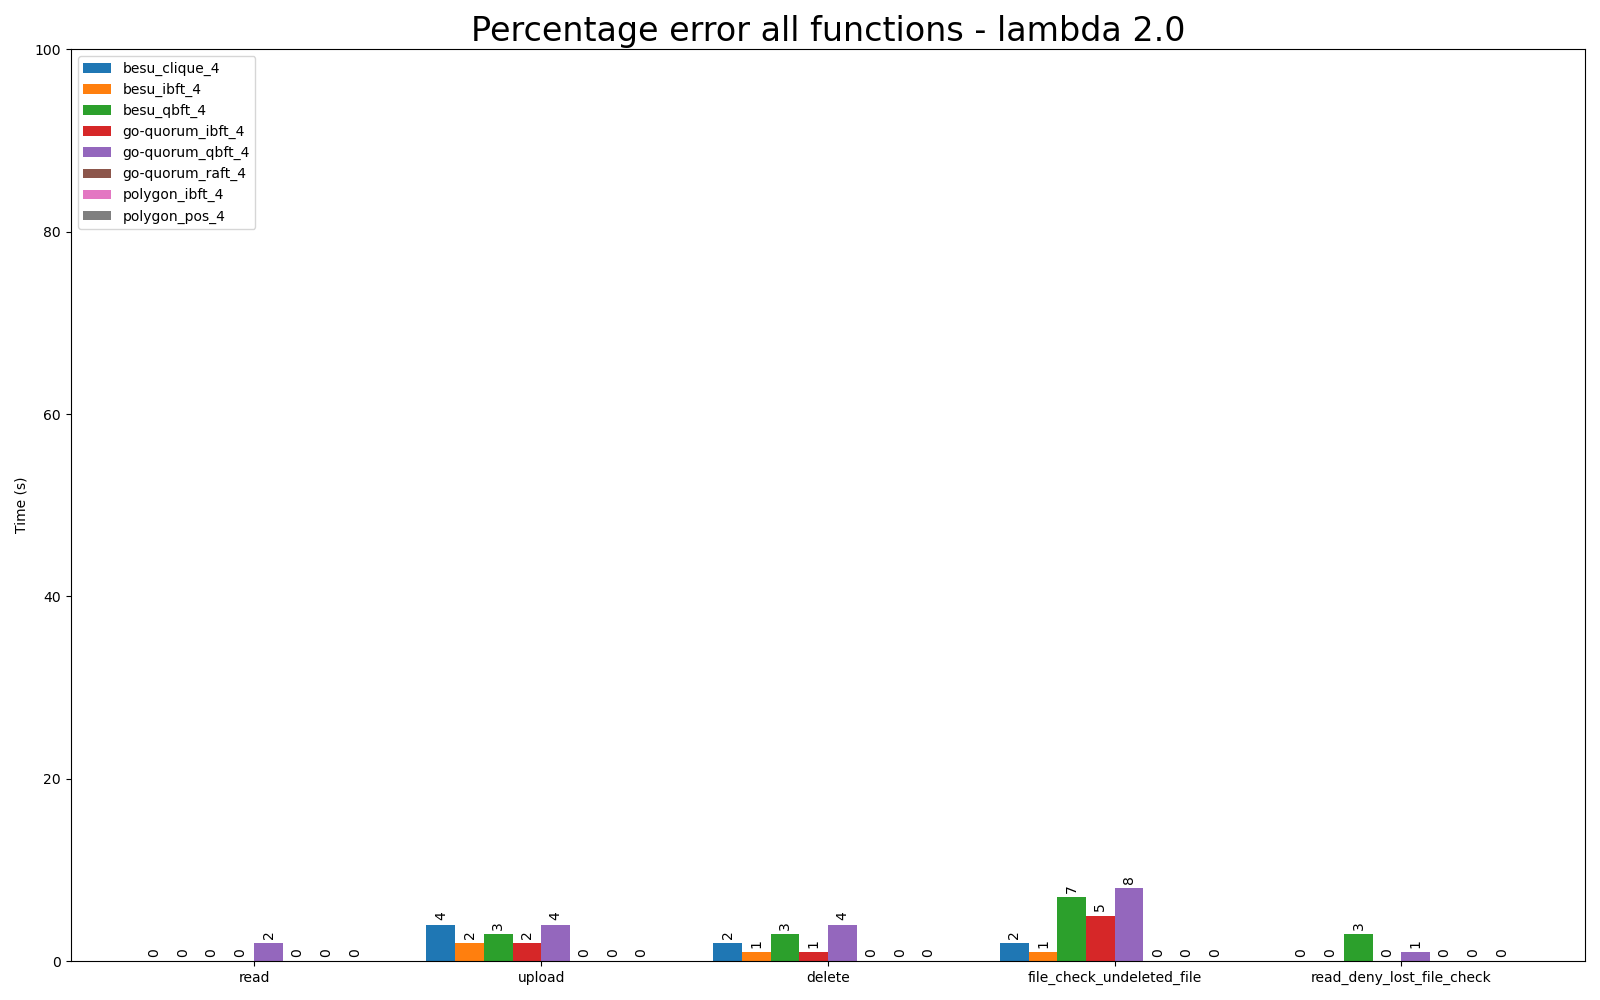 Percentage error all functions - lambda 2.0
100
80
60
40
20
0
Time (s)
besu_clique_4
besu_ibft_4
besu_qbft_4
go-quorum_ibft_4
go-quorum_qbft_4
go-quorum_raft_4
polygon_ibft_4
polygon_pos_4
0 0 0 0 2 0 0 0
4 2 3 2 4 0 0 0
2 1 3 1 4 0 0 0
2 1 7 5 8 0 0 0
0 0 3 0 1 0 0 0
read upload delete file_check_undeleted_file read_deny_lost_file_check